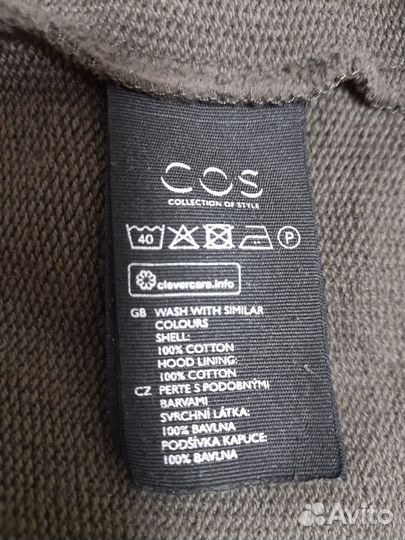 COS
COLLECTION OF STYLE
40 P
clevercare.info
GB WASH WITH SIMILAR
COLOURS
SHELL:
100% COTTON
HOOD LINING:
100% COTTON
CZ PERTE S PODOBNÝMI
BARVAMI
SVRCHNÍ LÁTKA:
100% BAVLNA
PODŠÍVKA KAPUCE:
100% BAVLNA
Avito